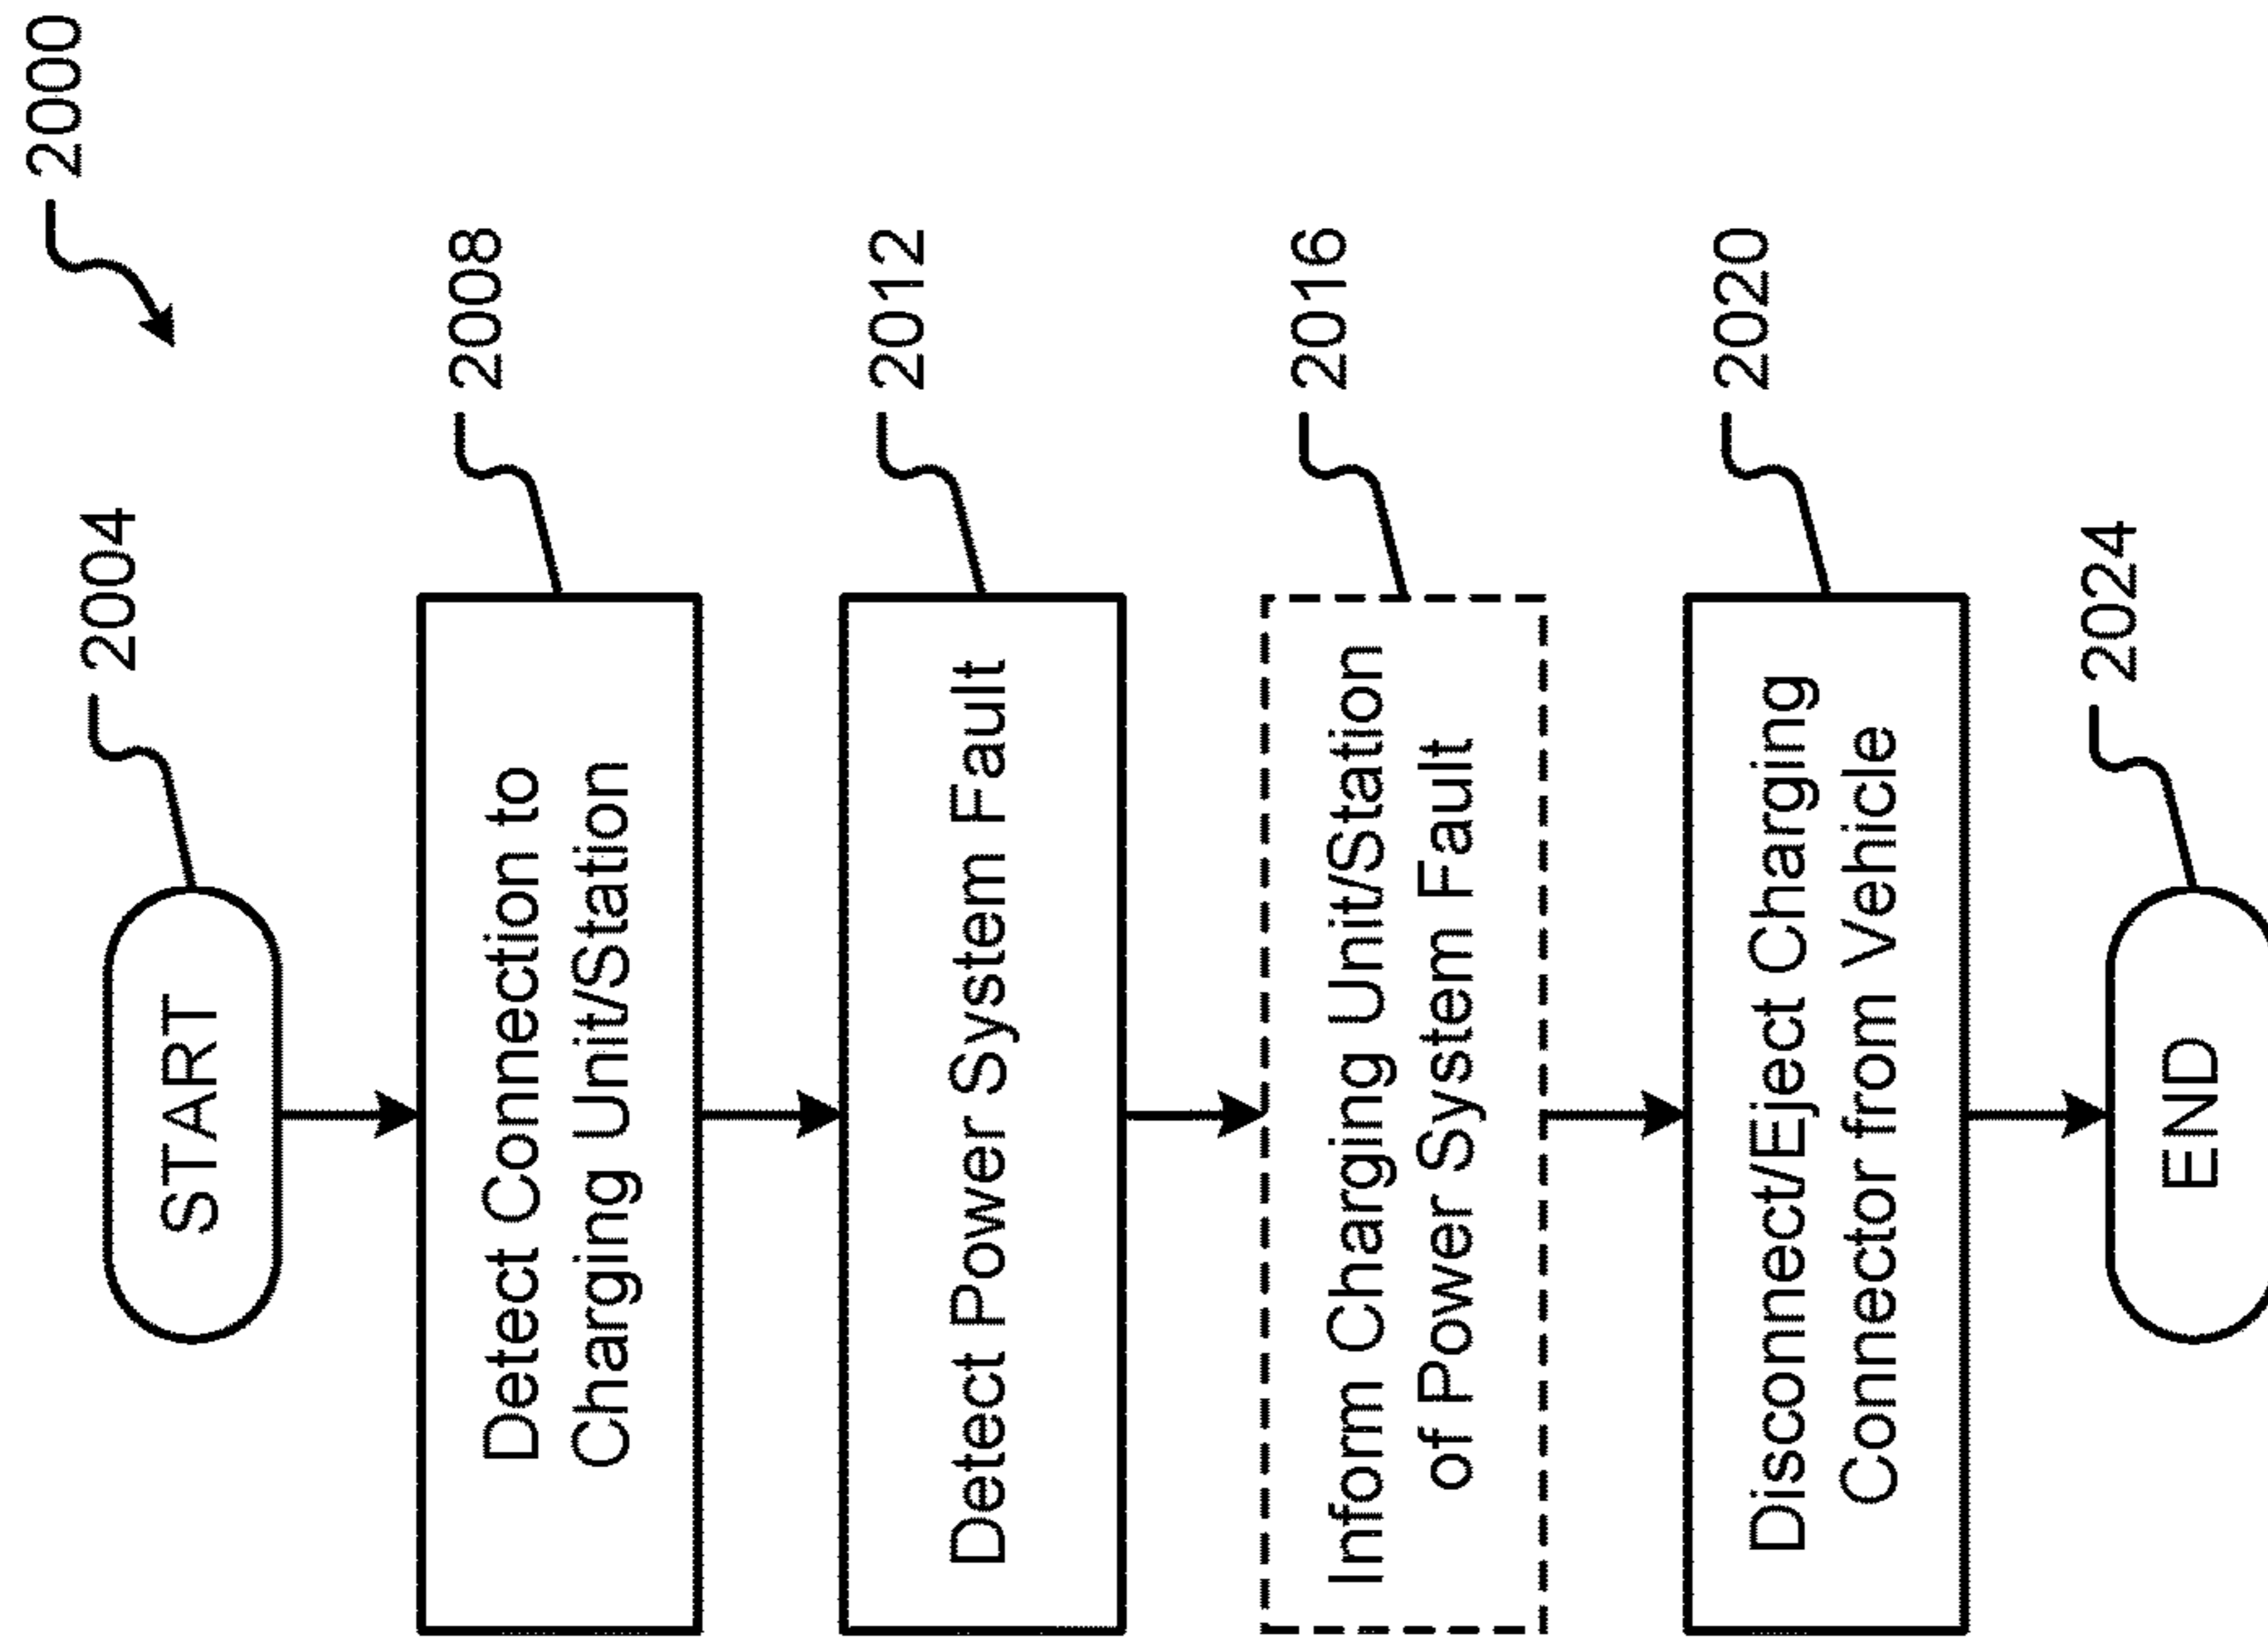 2000
START
2004
Detect Connection to
Charging Unit/Station
2008
Detect Power System Fault
2012
Inform Charging Unit/Station
of Power System Fault
2016
Disconnect/Eject Charging
Connector from Vehicle
2020
END
2024